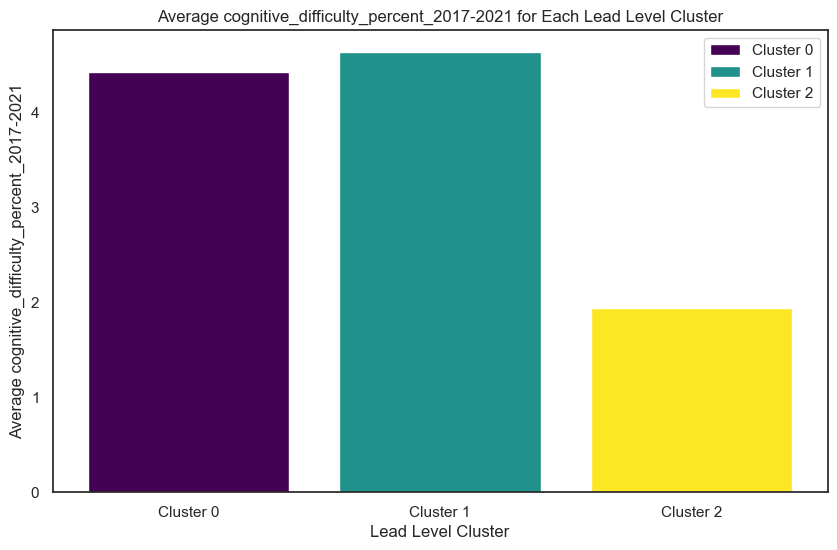 Average cognitive_difficulty_percent_2017-2021 for Each Lead Level Cluster
Average cognitive_difficulty_percent_2017-2021
4
3
2
1
0
Cluster 0
Cluster 1
Cluster 2
Cluster 0
Cluster 1
Cluster 2
Lead Level Cluster